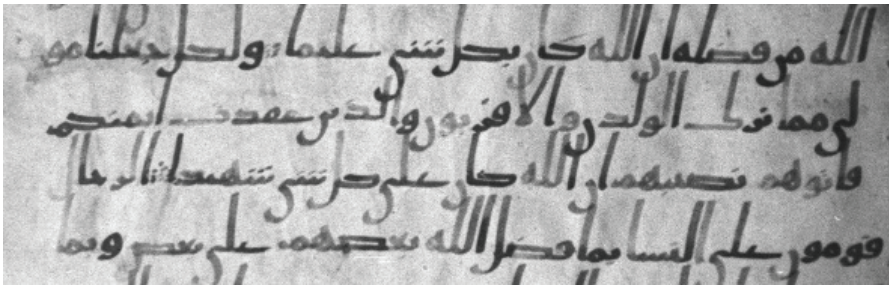 الله من فضله ان الله كان بكل شى عليما ولكل جعلنا مو
لى مما ترك الولدن والاقربون والذين عقدت ايمنكم
فاتوهم نصيبهم ان الله كان على كل شى شهيدا الرجال
قومون على النسا بما فضل الله بعضهم على بعض وبما